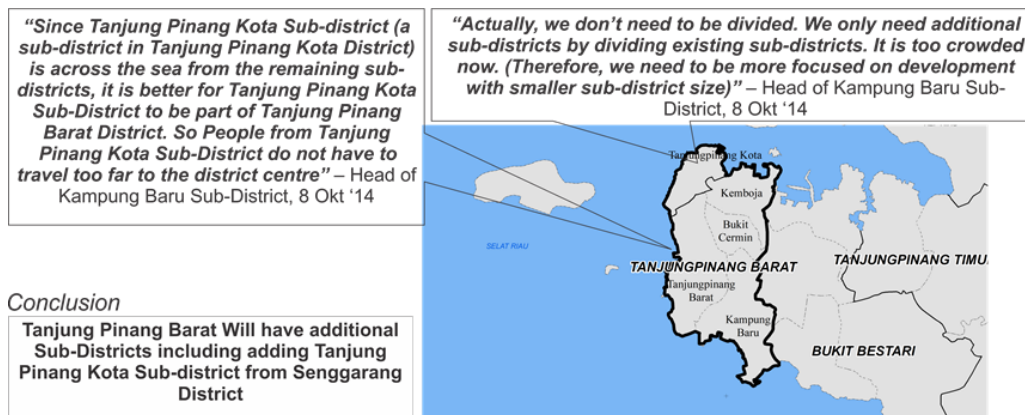 “Since Tanjung Pinang Kota Sub-district (a
sub-district in Tanjung Pinang Kota District)
is across the sea from the remaining sub-
districts, it is better for Tanjung Pinang Kota
Sub-District to be part of Tanjung Pinang
Barat District. So People from Tanjung
Pinang Kota Sub-District do not have to
travel too far to the district centre” – Head of
Kampung Baru Sub-District, 8 Okt ‘14
“Actually, we don’t need to be divided. We only need additional
sub-districts by dividing existing sub-districts. It is too crowded
now. (Therefore, we need to be more focused on development
with smaller sub-district size)” – Head of Kampung Baru Sub-
District, 8 Okt ‘14
Tanjungpinang Kota
Kemboja
Bukit
Cermin
SELAT RIAU
TANJUNGPINANG BARAT
TANJUNGPINANG TIMU
Tanjungpinang
Barat
Kampung
Baru
BUKIT BESTARI
Conclusion
Tanjung Pinang Barat Will have additional
Sub-Districts including adding Tanjung
Pinang Kota Sub-district from Senggarang
District